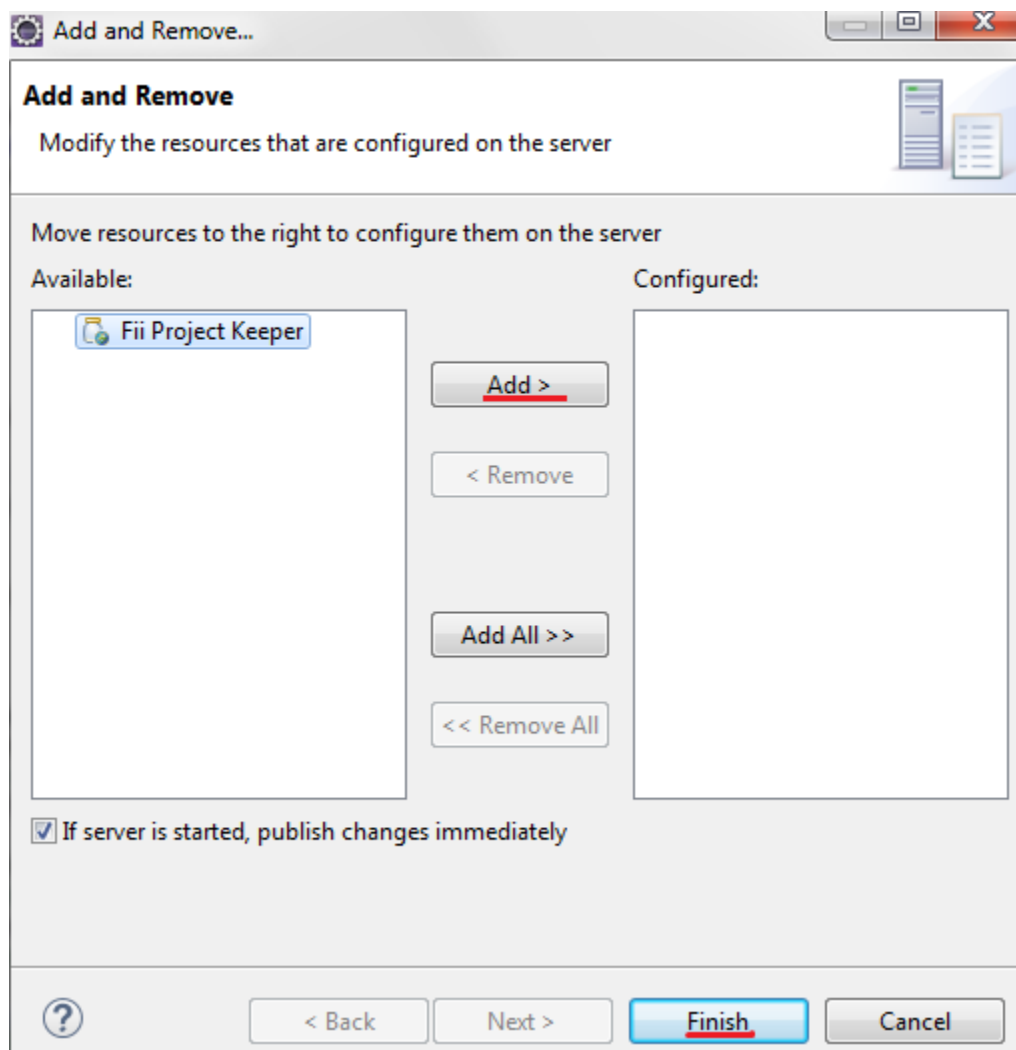 Add and Remove...
Add and Remove
Modify the resources that are configured on the server
Move resources to the right to configure them on the server
Available:
Configured:
Fii Project Keeper
Add >
< Remove
Add All >>
<< Remove All
If server is started, publish changes immediately
?
< Back
Next >
Finish
Cancel